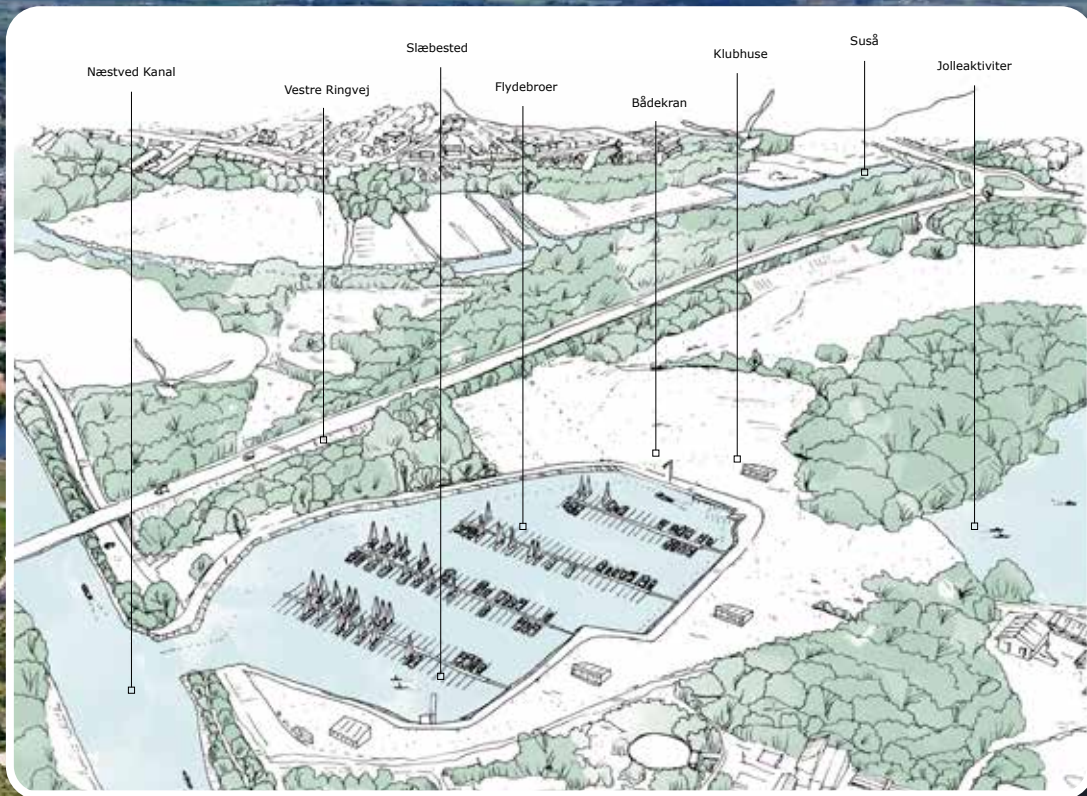 Næstved Kanal
Vestre Ringvej
Slæbested
Flydebroer
Bådekran
Klubhuse
Suså
Jolleaktiviter